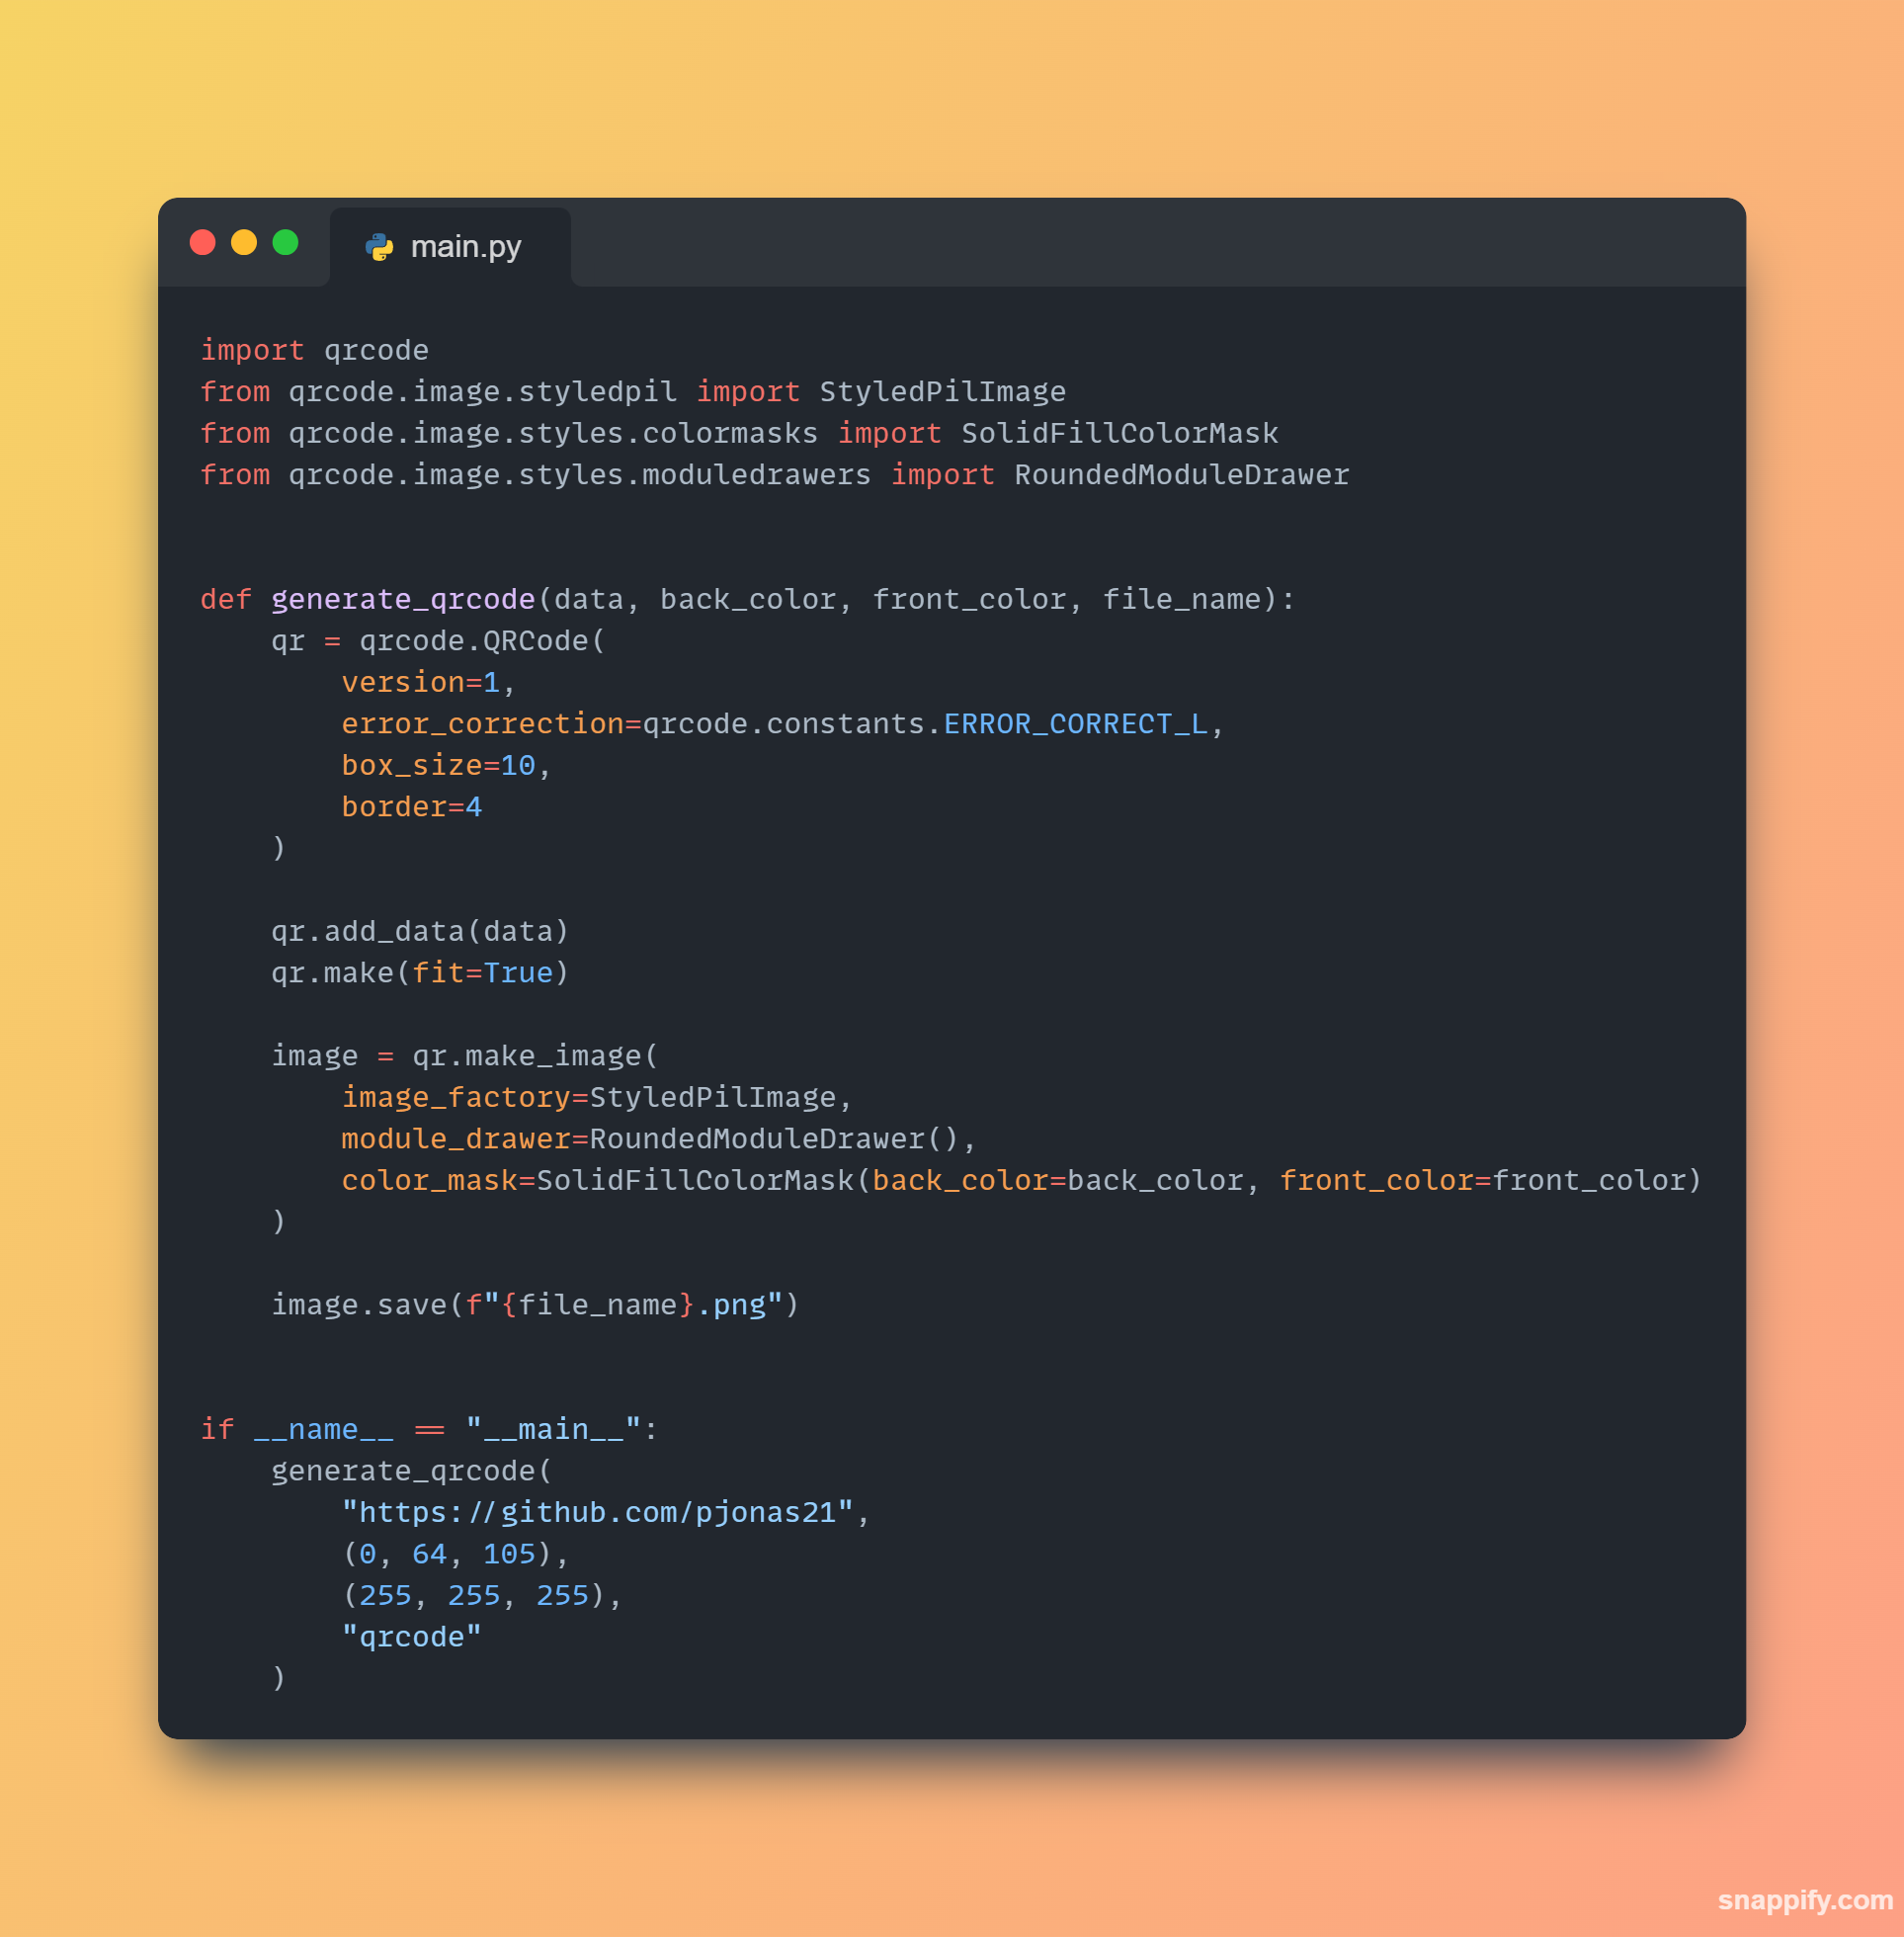 main.py
import qrcode
from qrcode.image.styledpil import StyledPilImage
from qrcode.image.styles.colormasks import SolidFillColorMask
from qrcode.image.styles.moduledrawers import RoundedModuleDrawer
def generate_qrcode(data, back_color, front_color, file_name):
    qr = qrcode.QRCode(
        version=1,
        error_correction=qrcode.constants.ERROR_CORRECT_L,
        box_size=10,
        border=4
    )
    qr.add_data(data)
    qr.make(fit=True)
    image = qr.make_image(
        image_factory=StyledPilImage,
        module_drawer=RoundedModuleDrawer(),
        color_mask=SolidFillColorMask(back_color=back_color, front_color=front_color)
    )
    image.save(f"{file_name}.png")
if __name__ == "__main__":
    generate_qrcode(
        "https://github.com/pjonas21",
        (0, 64, 105),
        (255, 255, 255),
        "qrcode"
    )
snappify.com